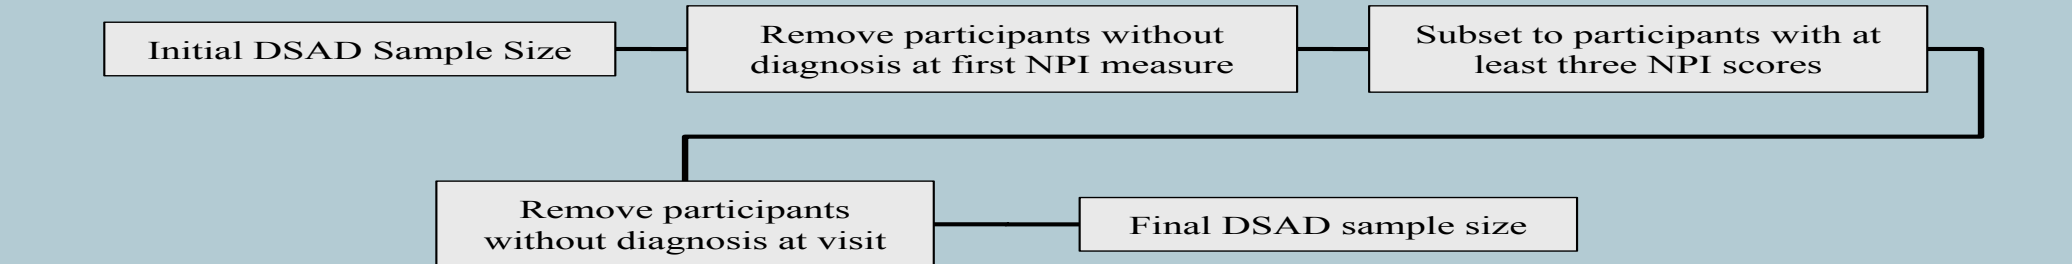 Initial DSAD Sample Size
Remove participants without
diagnosis at first NPI measure
Subset to participants with at
least three NPI scores
Remove participants
without diagnosis at visit
Final DSAD sample size